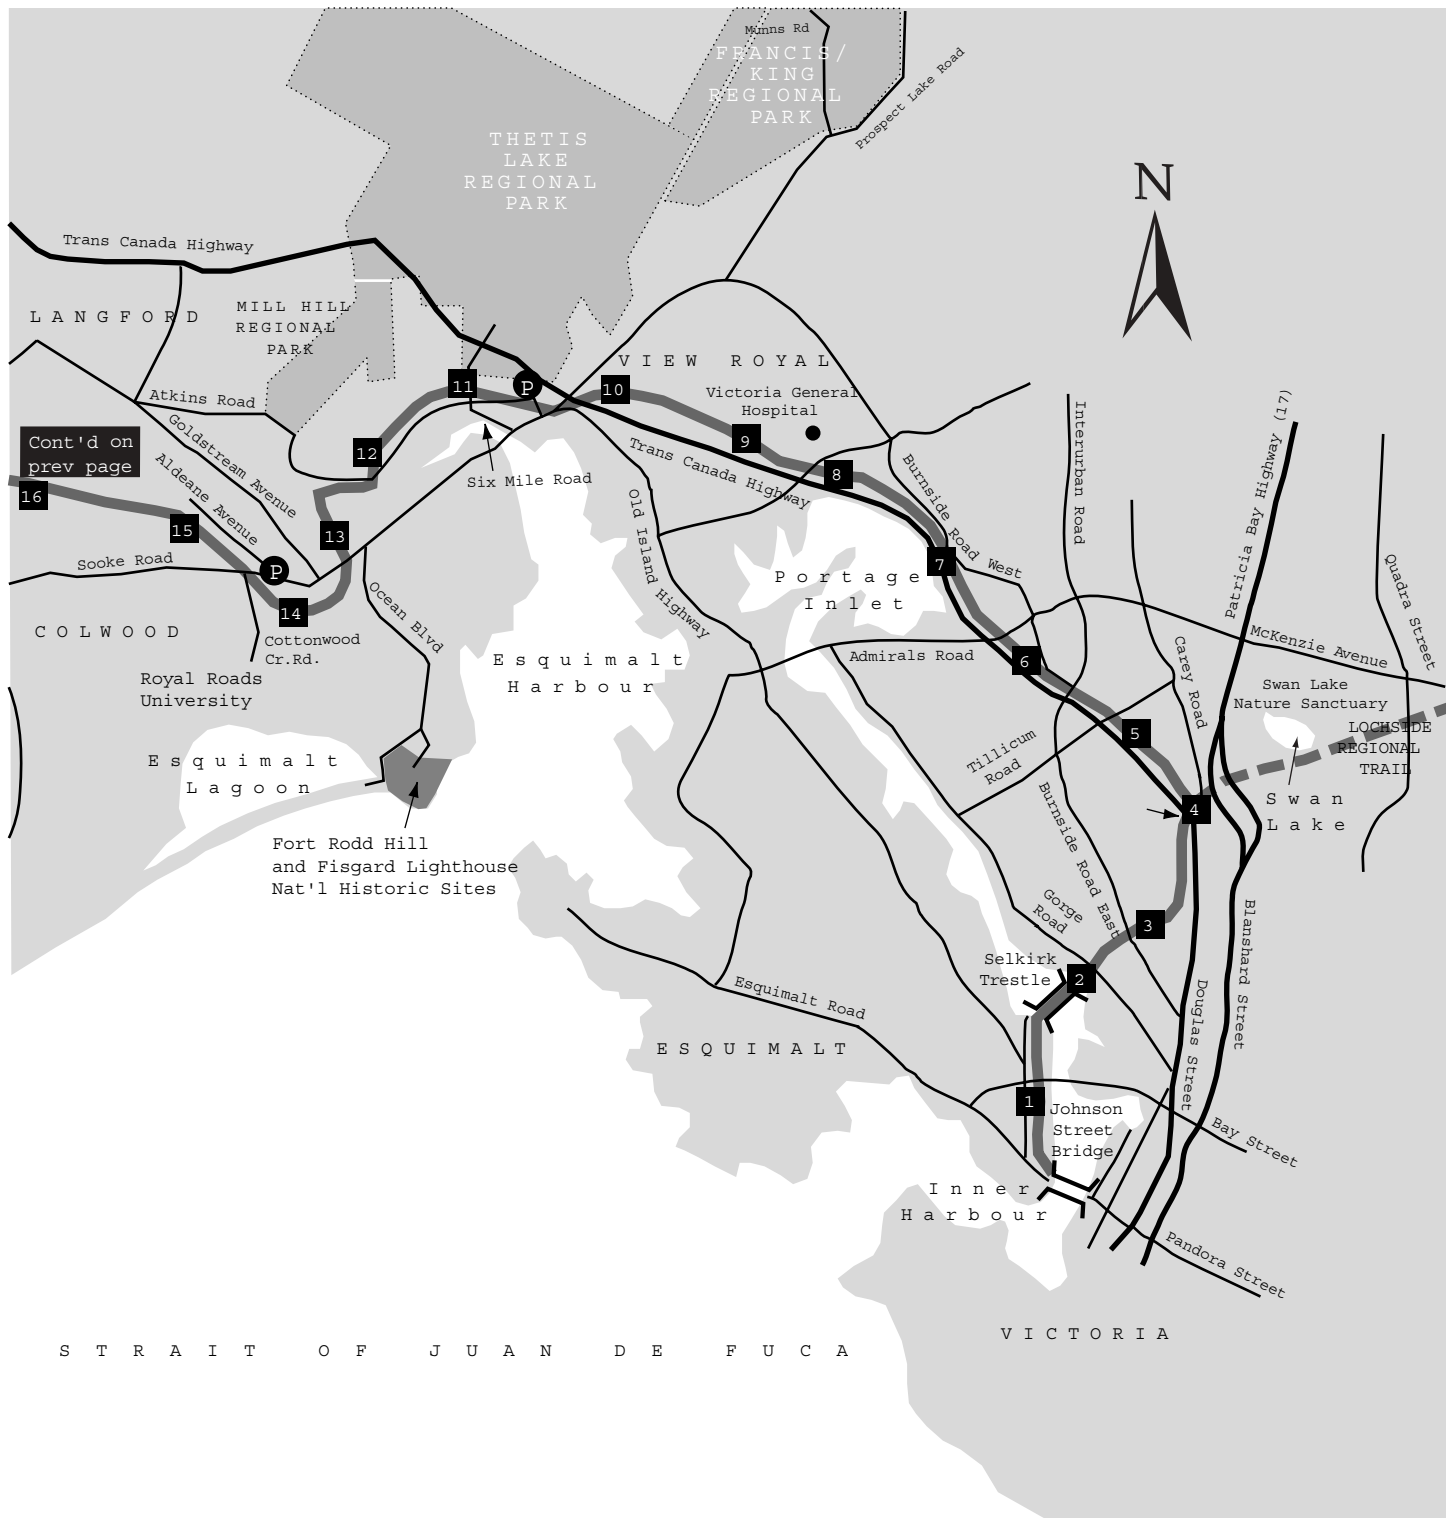 Munns Rd
FRANCIS/
KING
REGIONAL
PARK
Prospect Lake Road
THETIS
LAKE
REGIONAL
PARK
N
Trans Canada Highway
LANGFORD
MILL HILL
REGIONAL
PARK
VIEW ROYAL
11
P
10
Victoria General
Hospital
Atkins Road
Goldstream Avenue
Cont'd on
prev page
Aldeane Avenue
12
9
8
Trans Canada Highway
Six Mile Road
16
15
13
Sooke Road
P
14
Ocean Blvd
Old Island Highway
Burnside Road West
Interurban Road
Patricia Bay Highway (17)
Quadra Street
7
Portage
Inlet
COLWOOD
Cottonwood
Cr.Rd.
Esquimalt
Harbour
Admirals Road
6
McKenzie Avenue
Carey Road
Royal Roads
University
Swan Lake
Nature Sanctuary
LOCHSIDE
REGIONAL
TRAIL
5
Tillicum
Road
Esquimalt
Lagoon
4
Swan
Lake
Burnside Road East
Fort Rodd Hill
and Fisgard Lighthouse
Nat'l Historic Sites
Gorge
Road
3
Blanshard Street
Selkirk
Trestle
2
Esquimalt Road
Douglas Street
ESQUIMALT
1
Johnson
Street
Bridge
Bay Street
Inner
Harbour
Pandora Street
VICTORIA
STRAIT OF JUAN DE FUCA